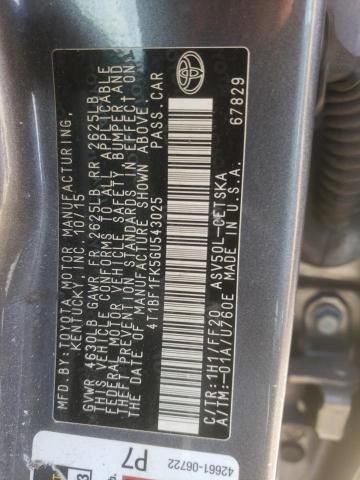 MFD. BY: TOYOTA MOTOR MANUFACTURING,
KENTUCKY, INC. 10/15
GVWR 4630LB GAWR FR 2625LB RR 2625LB
THIS VEHICLE CONFORMS TO ALL APPLICABLE
FEDERAL MOTOR VEHICLE SAFETY, BUMPER, AND
THEFT PREVENTION STANDARDS IN EFFECT ON
THE DATE OF MANUFACTURE SHOWN ABOVE.
4T1BF1FK5GU543025 PASS. CAR
C/TR: 1H1/FF20 ASV50L-CETSKA
A/TM: -01A/U760E U.S.A.
67829
42661-06722
P7